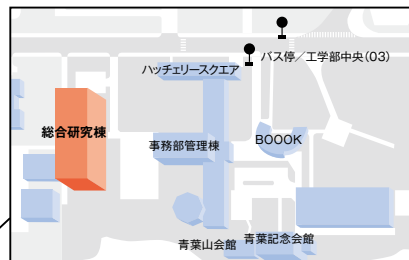 バス停／工学部中央(03)
ハッチェリースクエア
総合研究棟
事務部管理棟
BOOOK
青葉山会館
青葉記念会館